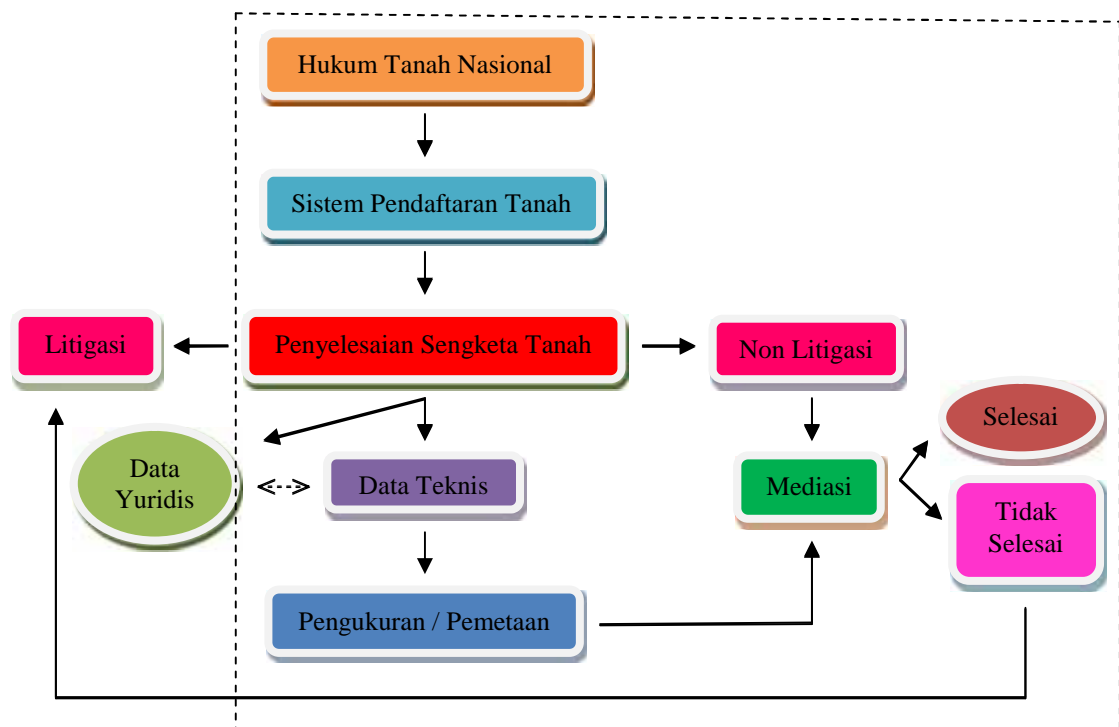 Hukum Tanah Nasional
Sistem Pendaftaran Tanah
Litigasi
Penyelesaian Sengketa Tanah
Non Litigasi
Selesai
Data
Yuridis
Data Teknis
Mediasi
Tidak
Selesai
Pengukuran / Pemetaan